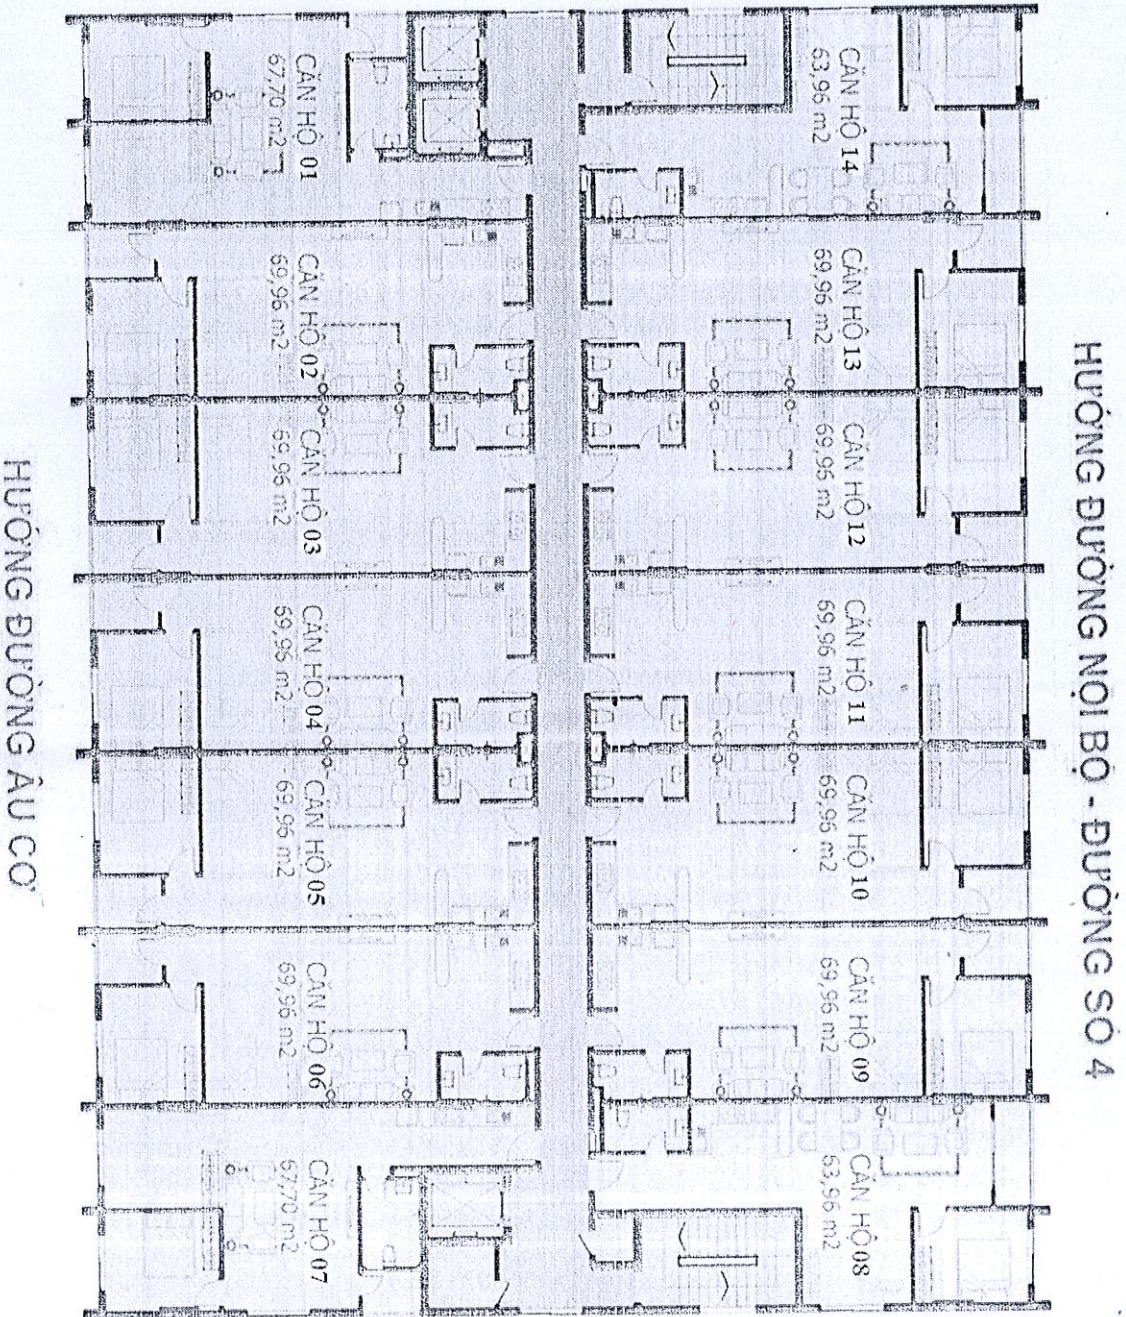 HƯỚNG ĐƯỜNG NỘI BỘ - ĐƯỜNG SỐ 4
CĂN HỘ 14
63,96 m2
CĂN HỘ 13
69,96 m2
CĂN HỘ 12
69,96 m2
CĂN HỘ 11
69,96 m2
CĂN HỘ 10
69,96 m2
CĂN HỘ 09
69,96 m2
CĂN HỘ 08
63,96 m2
CĂN HỘ 01
67,70 m2
CĂN HỘ 02
69,96 m2
CĂN HỘ 03
69,96 m2
CĂN HỘ 04
69,96 m2
CĂN HỘ 05
69,96 m2
CĂN HỘ 06
69,96 m2
CĂN HỘ 07
67,70 m2
HƯỚNG ĐƯỜNG ÂU CƠ